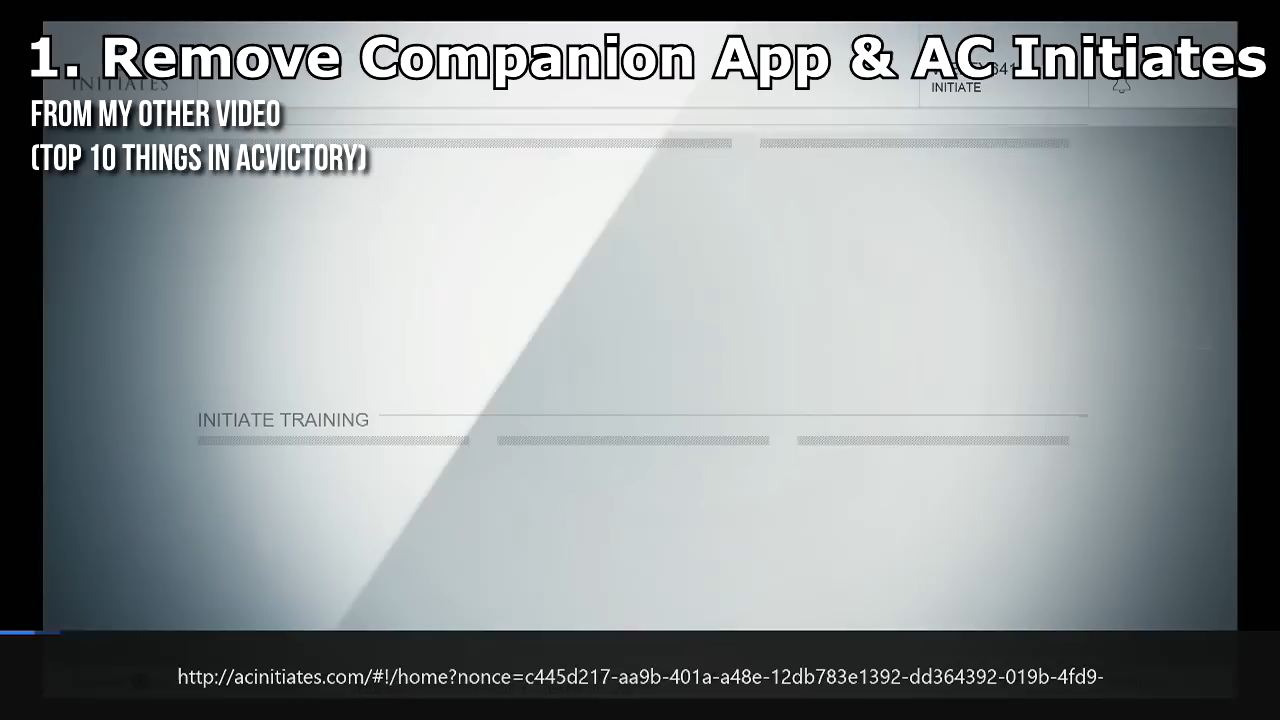 1. Remove Companion App & AC Initiates
INITIATES
INITIATE
FROM MY OTHER VIDEO
(TOP 10 THINGS IN ACVICTORY)
INITIATE TRAINING
http://acinitiates.com/#!/home?nonce=c445d217-aa9b-401a-a48e-12db783e1392-dd364392-019b-4fd9-